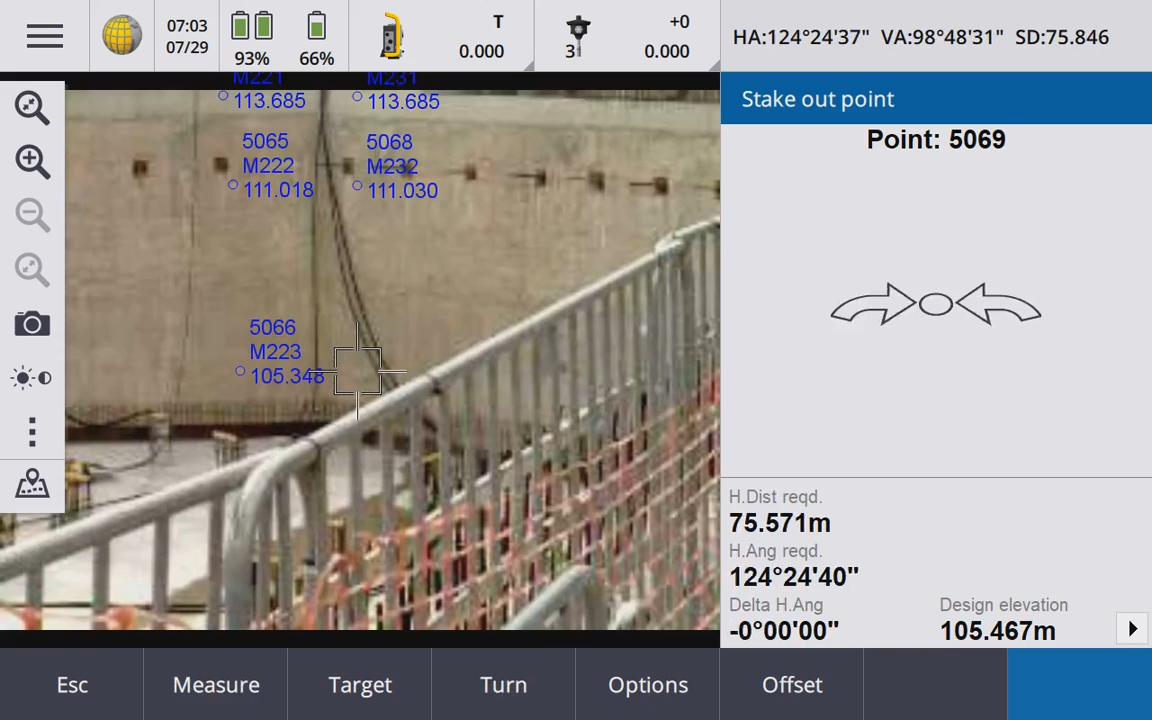 07:03
07/29
93%
66%
T
0.000
3
+0
0.000
HA:124°24'37" VA:98°48'31" SD:75.846
Stake out point
Point: 5069
M221
113.685
M231
113.685
5065
M222
111.018
5068
M232
111.030
5066
M223
105.348
H.Dist reqd.
75.571m
H.Ang reqd.
124°24'40"
Delta H.Ang
-0°00'00"
Design elevation
105.467m
Esc
Measure
Target
Turn
Options
Offset